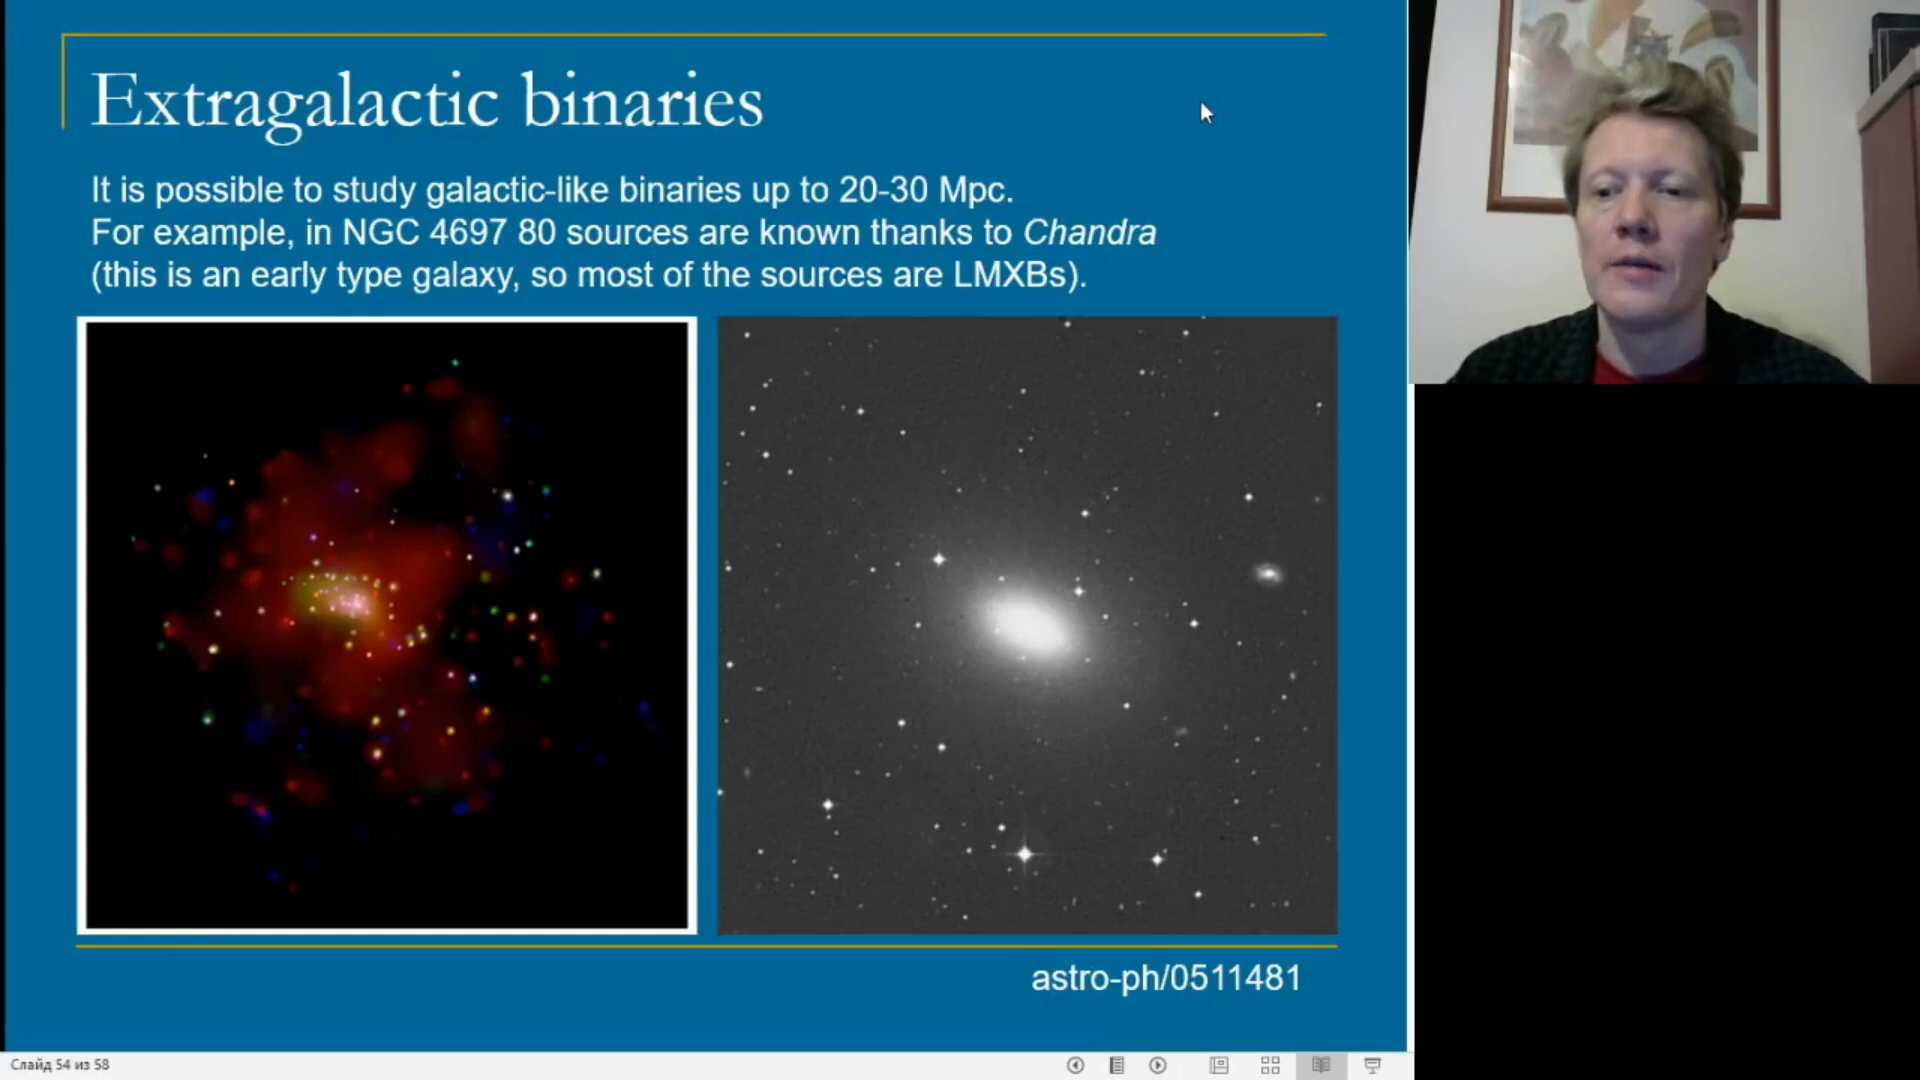 Extragalactic binaries
It is possible to study galactic-like binaries up to 20-30 Mpc.
For example, in NGC 4697 80 sources are known thanks to Chandra
(this is an early type galaxy, so most of the sources are LMXBs).
astro-ph/0511481
Слайд 54 из 58